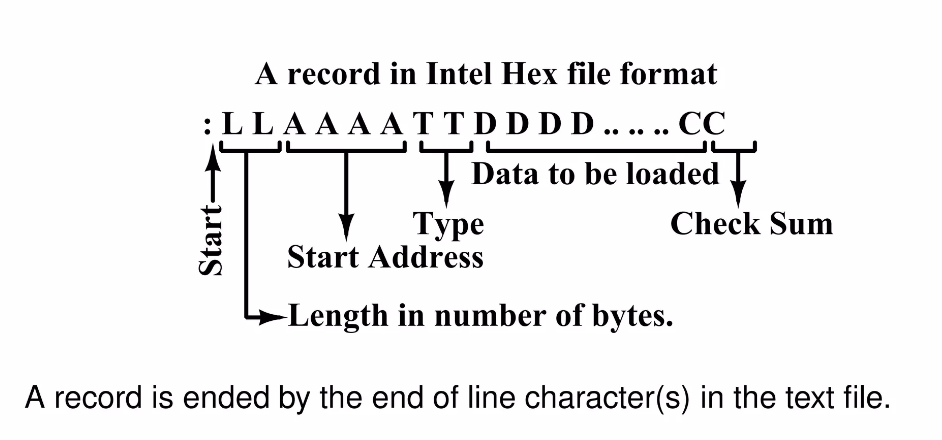 A record in Intel Hex file format
: L L A A A A T T D D D D .. .. .. CC
Data to be loaded
Start
Type
Check Sum
Start Address
Length in number of bytes.
A record is ended by the end of line character(s) in the text file.